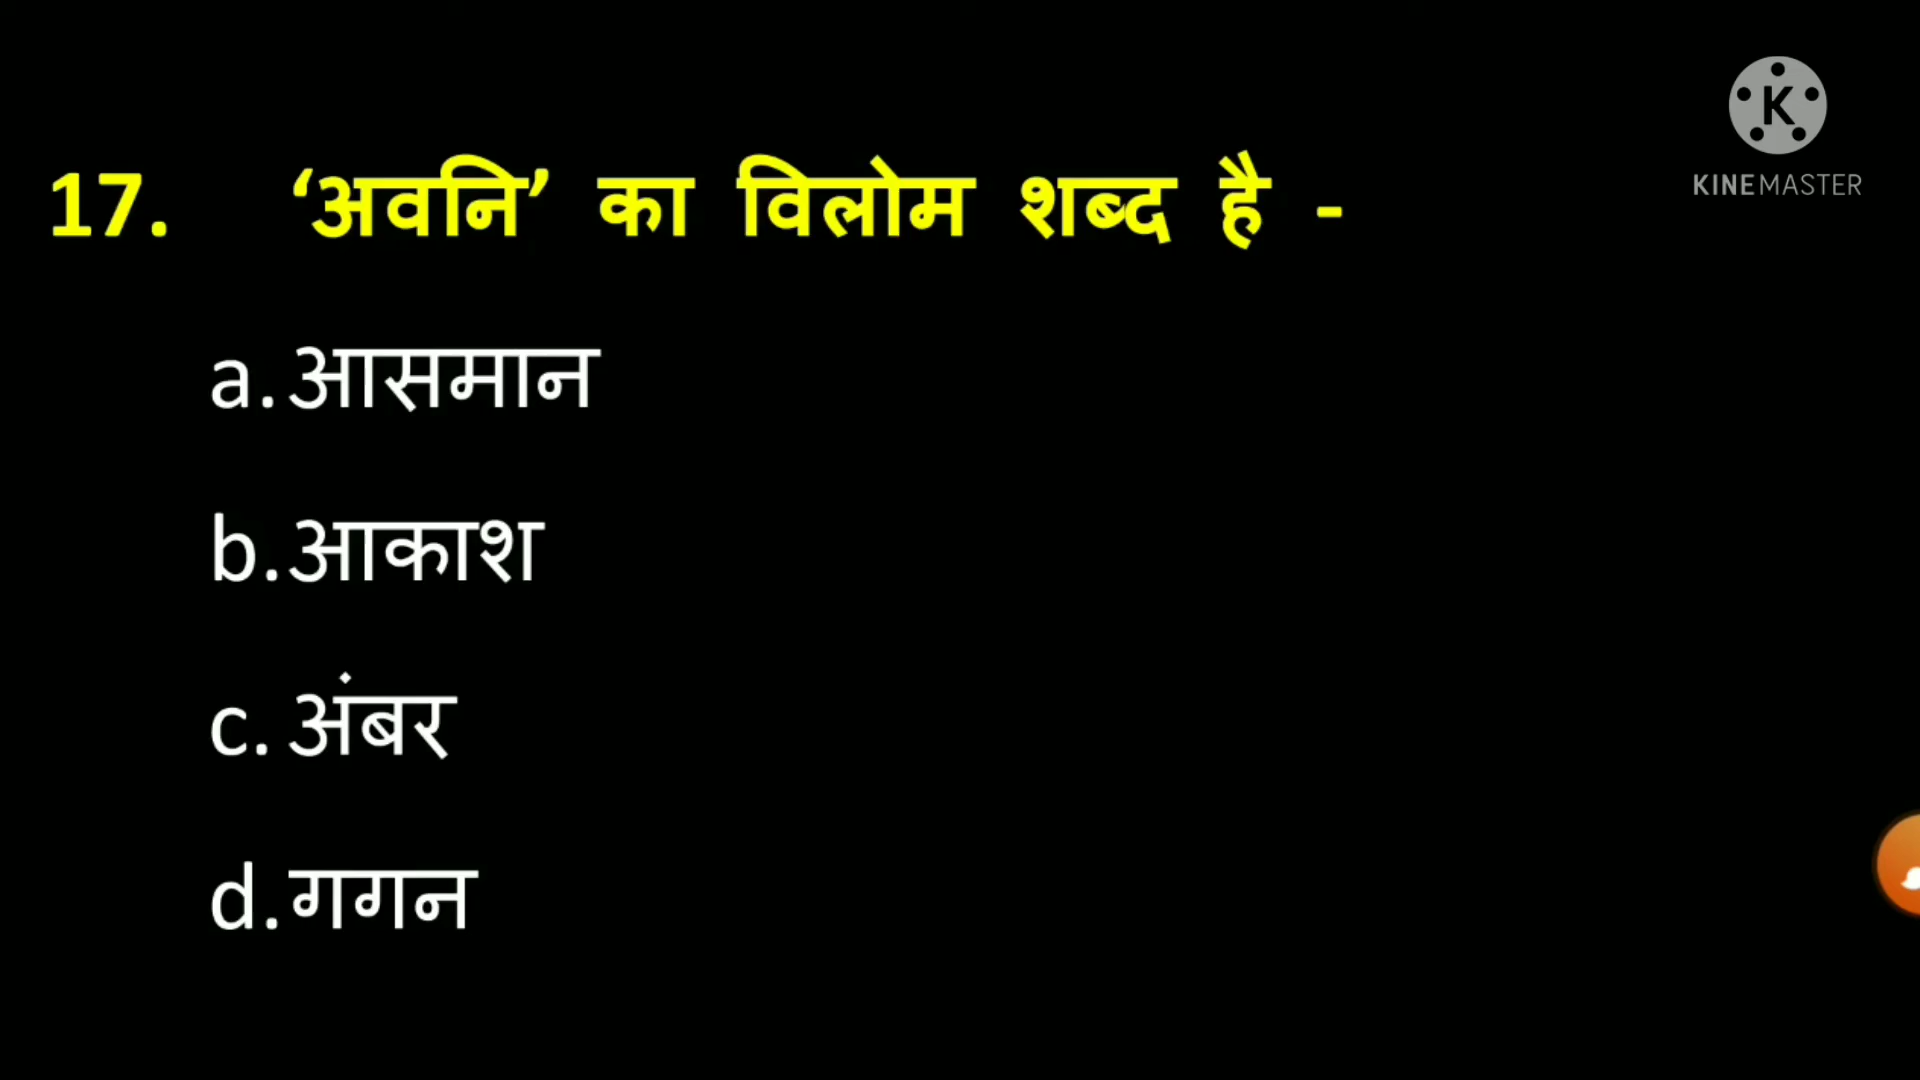 KINEMASTER
17. ‘अवनि’ का विलोम शब्द है -
a. आसमान
b. आकाश
c. अंबर
d. गगन